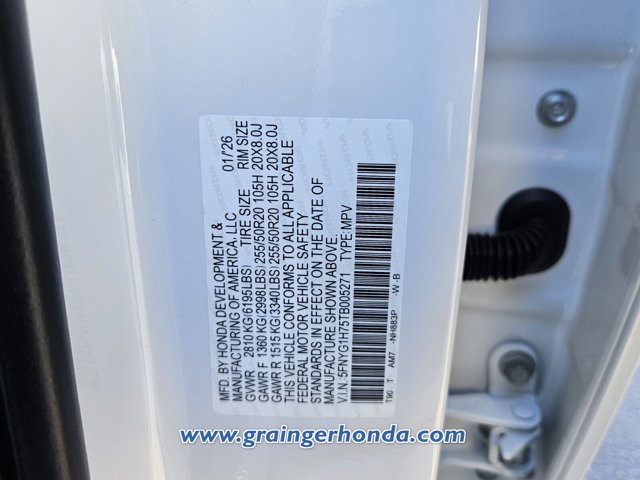 MFD. BY HONDA DEVELOPMENT &
MANUFACTURING OF AMERICA, LLC 01/'26
GVWR 2810 KG(6195LBS) TIRE SIZE RIM SIZE
GAWR F 1360 KG(2998LBS) 255/50R20 105H 20X8.0J
GAWR R 1515 KG(3340LBS) 255/50R20 105H 20X8.0J
THIS VEHICLE CONFORMS TO ALL APPLICABLE
FEDERAL MOTOR VEHICLE SAFETY
STANDARDS IN EFFECT ON THE DATE OF
MANUFACTURE SHOWN ABOVE.
V.I.N.:5FNYG1H75TB005271 TYPE:MPV
T90 T AM7 -NH883P -W -B
www.graingerhonda.com